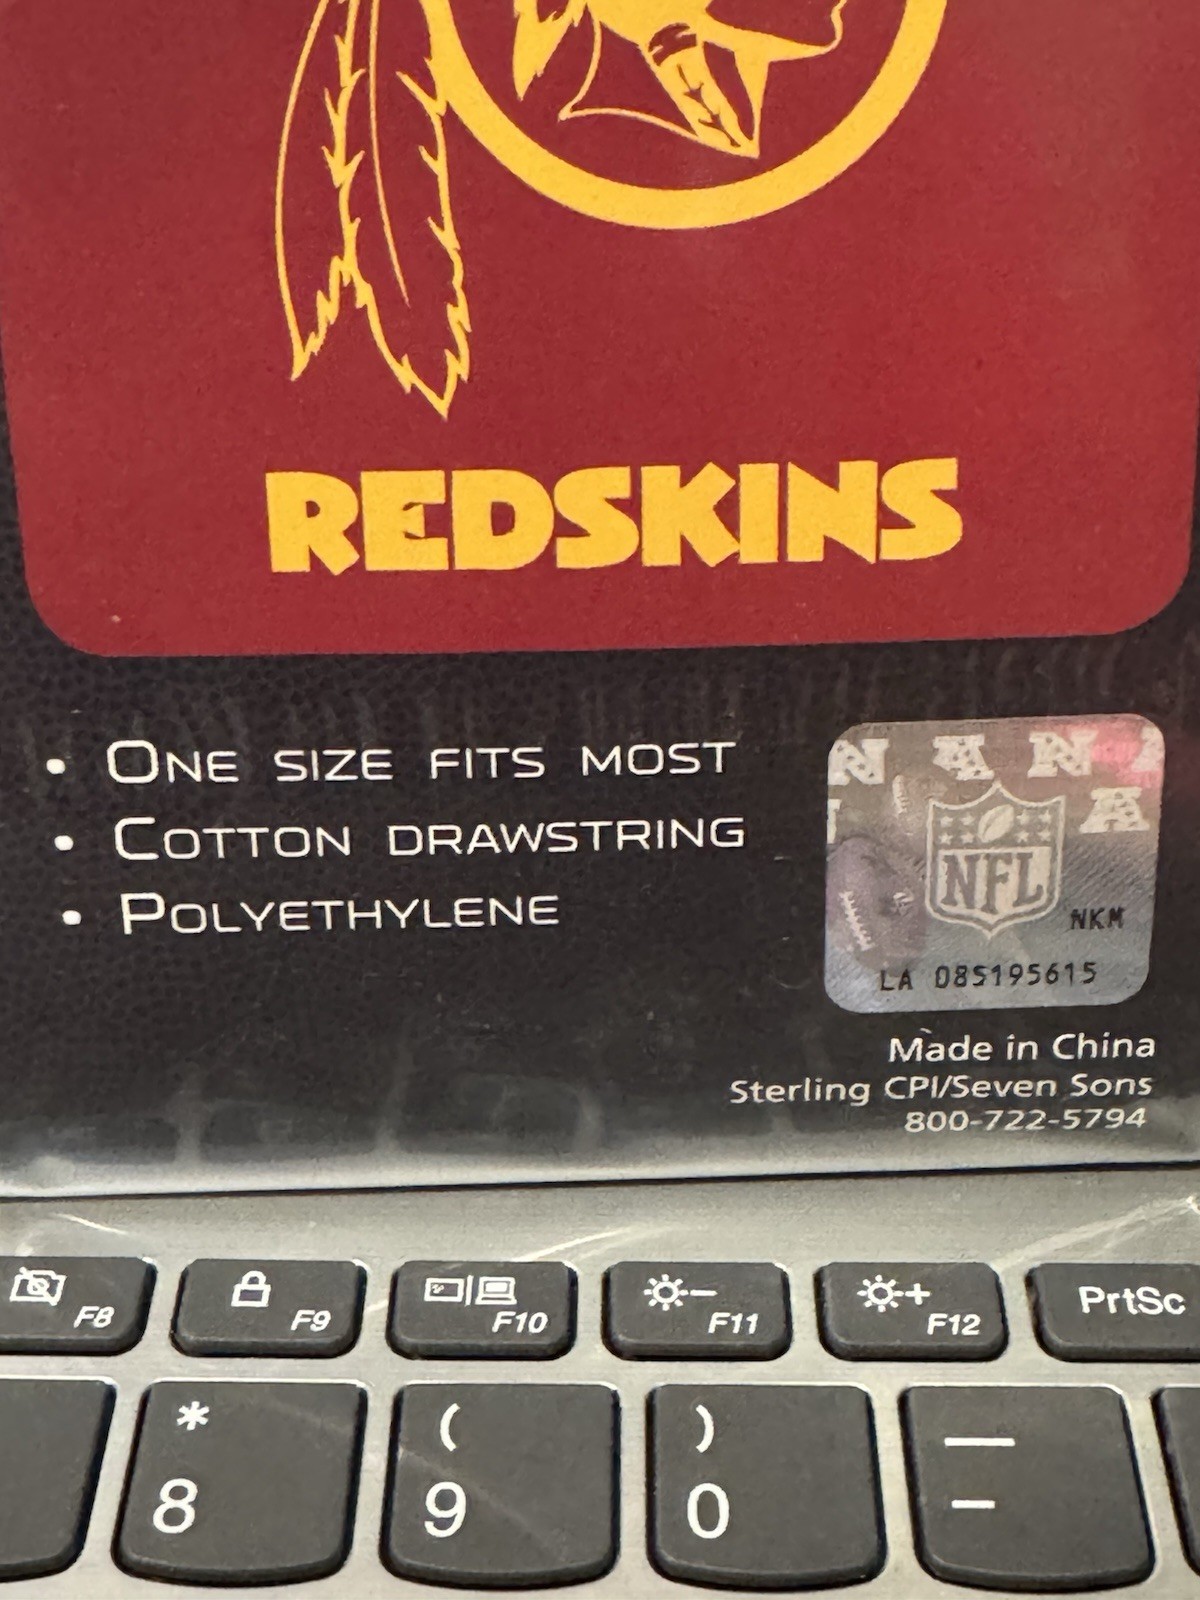 REDSKINS
• ONE SIZE FITS MOST
• COTTON DRAWSTRING
• POLYETHYLENE
N A N
A
NFL
NKM
LA 085195615
Made in China
Sterling CPI/Seven Sons
800-722-5794
F8 F9 F10 F11 F12 PrtSc
* ( ) —
8 9 0 -